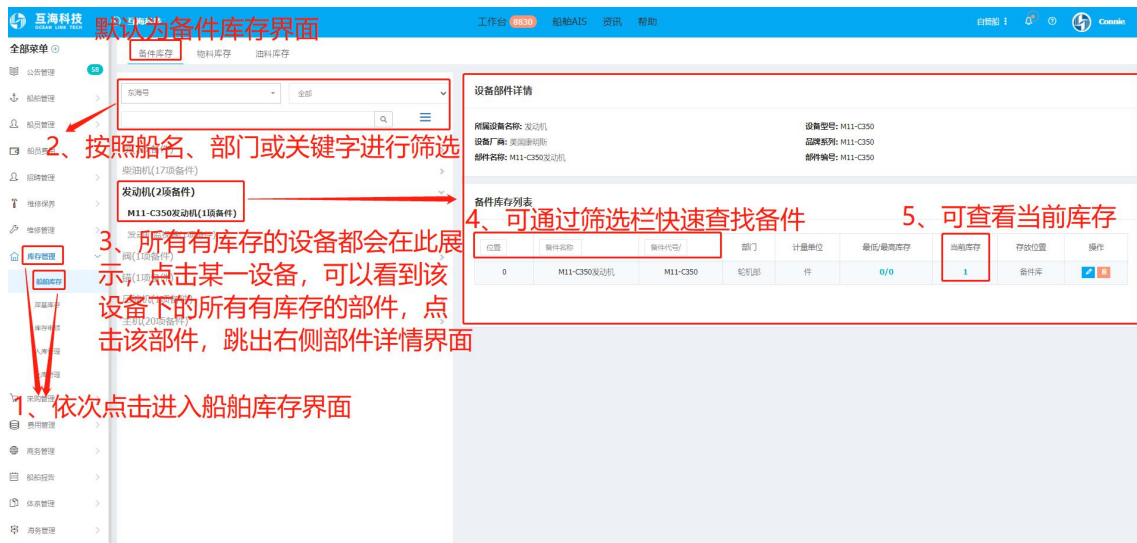 互海科技
OCEAN LINK TECH
工作台 8830 船舶AIS 资讯 帮助
自营船
Connie
默认为备件库存界面
全部菜单
备件库存 物料库存 油料库存
公告管理 58
船舶管理
船员管理
招聘管理
维修保养
维修管理
库存管理
船舶库存
采购管理
费用管理
商务管理
船舶报告
体系管理
海务管理
东海号 全部
2、按照船名、部门或关键字进行筛选
柴油机(17项备件)
发动机(2项备件)
M11-C350发动机(1项备件)
3、所有有库存的设备都会在此展
示，点击某一设备，可以看到该
设备下的所有有库存的部件，点
击该部件，跳出右侧部件详情界面
阀(1项备件)
主机(20项备件)
1、依次点击进入船舶库存界面
设备部件详情
所属设备名称: 发动机 设备型号: M11-C350
设备厂商: 美国康明斯 品牌系列: M11-C350
部件名称: M11-C350发动机 部件编号: M11-C350
备件库存列表
4、可通过筛选栏快速查找备件
5、可查看当前库存
位置 备件名称 备件代号/ 部门 计量单位 最低/最高库存 当前库存 存放位置 操作
0 M11-C350发动机 M11-C350 轮机部 件 0/0 1 备件库